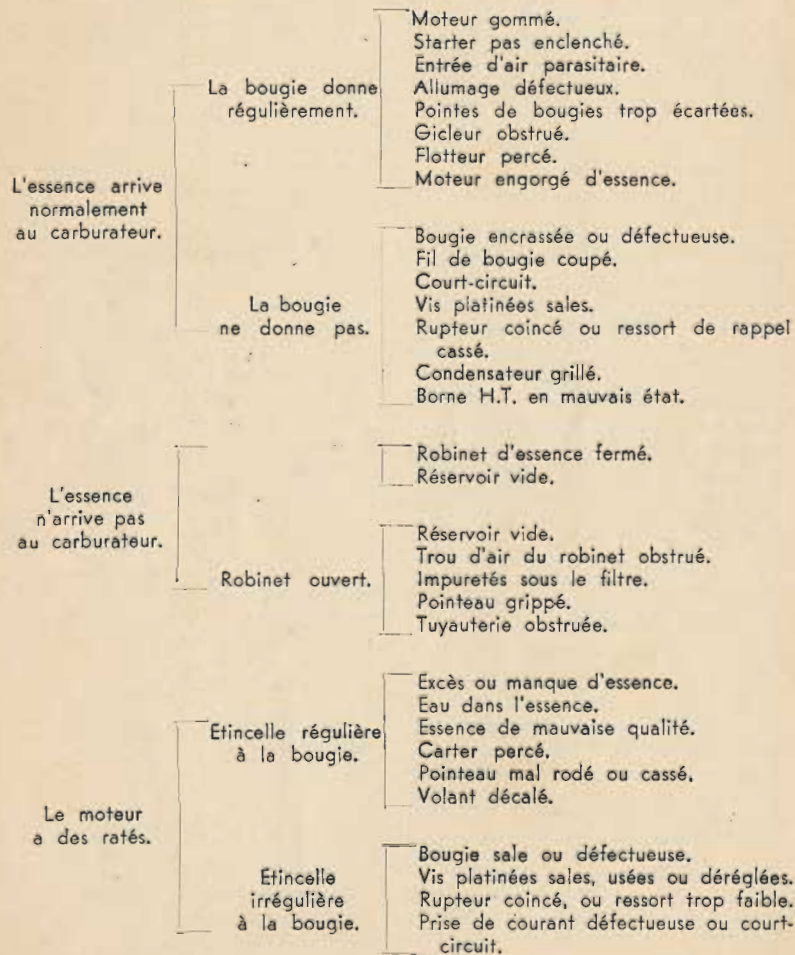 L'essence arrive
normalement
au carburateur.
La bougie donne
régulièrement.
Moteur gommé.
Starter pas enclenché.
Entrée d'air parasitaire.
Allumage défectueux.
Pointes de bougies trop écartées.
Gicleur obstrué.
Flotteur percé.
Moteur engorgé d'essence.
La bougie
ne donne pas.
Bougie encrassée ou défectueuse.
Fil de bougie coupé.
Court-circuit.
Vis platinées sales.
Rupteur coincé ou ressort de rappel
cassé.
Condensateur grillé.
Borne H.T. en mauvais état.
L'essence
n'arrive pas
au carburateur.
Robinet d'essence fermé.
Réservoir vide.
Robinet ouvert.
Réservoir vide.
Trou d'air du robinet obstrué.
Impuretés sous le filtre.
Pointeau grippé.
Tuyauterie obstruée.
Le moteur
a des ratés.
Etincelle régulière
à la bougie.
Excès ou manque d'essence.
Eau dans l'essence.
Essence de mauvaise qualité.
Carter percé.
Pointeau mal rodé ou cassé.
Volant décalé.
Etincelle
irrégulière
à la bougie.
Bougie sale ou défectueuse.
Vis platinées sales, usées ou déréglées.
Rupteur coincé, ou ressort trop faible.
Prise de courant défectueuse ou court-
circuit.